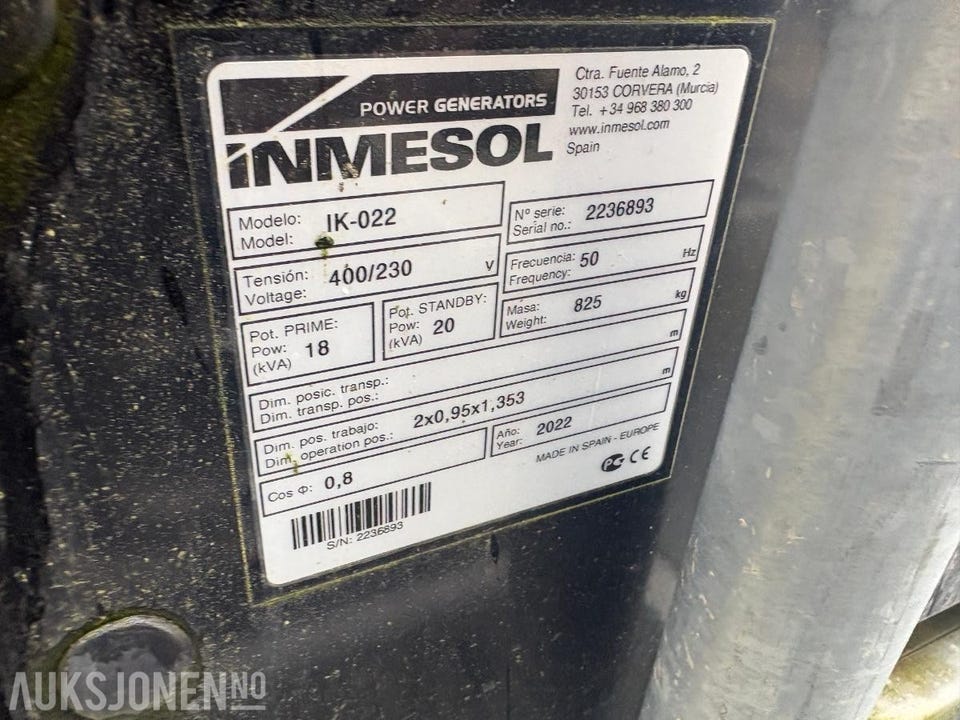 POWER GENERATORS
INMESOL
Ctra. Fuente Alamo, 2
30153 CORVERA (Murcia)
Tel. +34 968 380 300
www.inmesol.com
Spain
Modelo: IK-022
Model:
Nº serie: 2236893
Serial no.:
Tensión: 400/230 V
Voltage:
Frecuencia: 50 Hz
Frequency:
Pot. PRIME:
Pow: 18
(kVA)
Pot. STANDBY:
Pow: 20
(kVA)
Masa: 825 kg
Weight:
Dim. posic. transp.: m
Dim. transp. pos.:
Dim. pos. trabajo: 2x0,95x1,353 m
Dim. operation pos.:
Cos Φ: 0,8
Año: 2022
Year:
MADE IN SPAIN - EUROPE
PG CE
S/N: 2236893
AUKSJONEN.NO